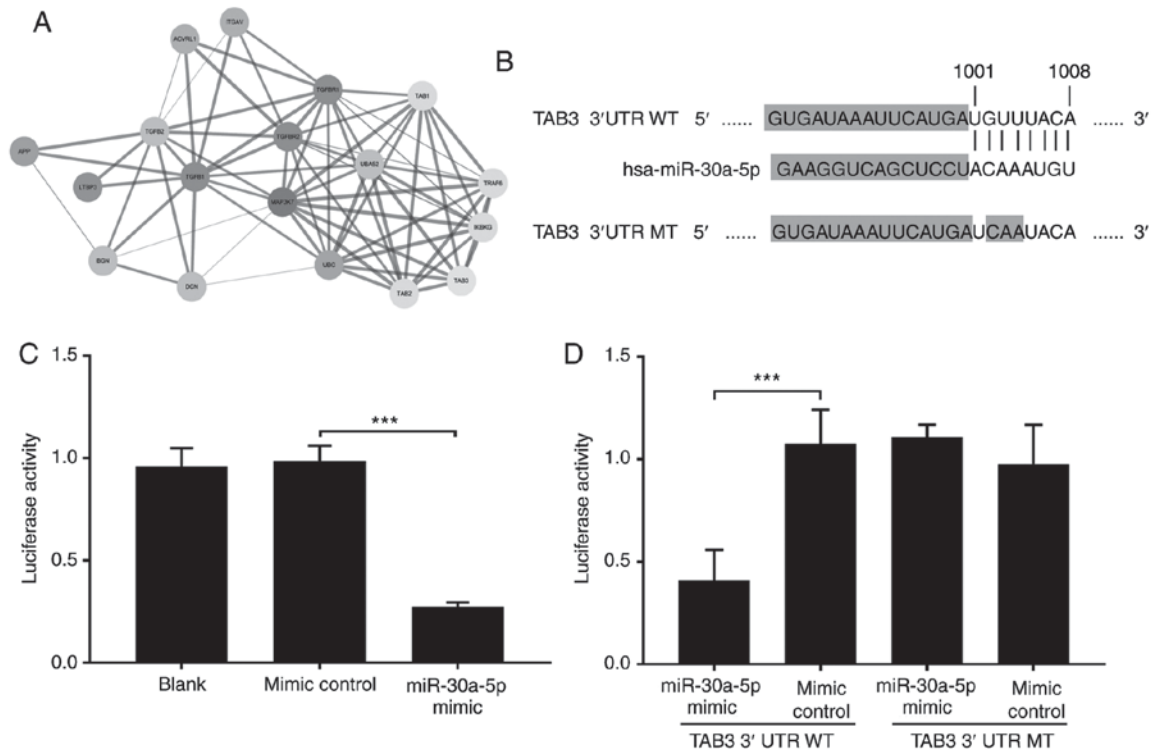 A
ITGAV
ACVRL1
TGFBR1
TAB1
TGFB2
TGFBR2
APP
UBA52
TGFB1
LTBP3
TRAF6
MAP3K7
IKBKG
BGN
UBC
DCN
TAB3
TAB2
B
1001 1008
TAB3 3′UTR WT 5′ ...... GUGAUAAAUUCAUGAUGUUUACA ...... 3′
hsa-miR-30a-5p GAAGGUCAGCUCCUACAAAUGU
TAB3 3′UTR MT 5′ ...... GUGAUAAAUUCAUGAUCAAUACA ...... 3′
C
1.5
1.0
0.5
0.0
Luciferase activity
***
Blank
Mimic control
miR-30a-5p
mimic
D
1.5
1.0
0.5
0.0
Luciferase activity
***
miR-30a-5p
mimic
Mimic
control
miR-30a-5p
mimic
Mimic
control
TAB3 3′ UTR WT
TAB3 3′ UTR MT